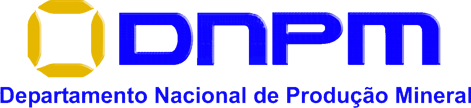 DNPM
Departamento Nacional de Produção Mineral